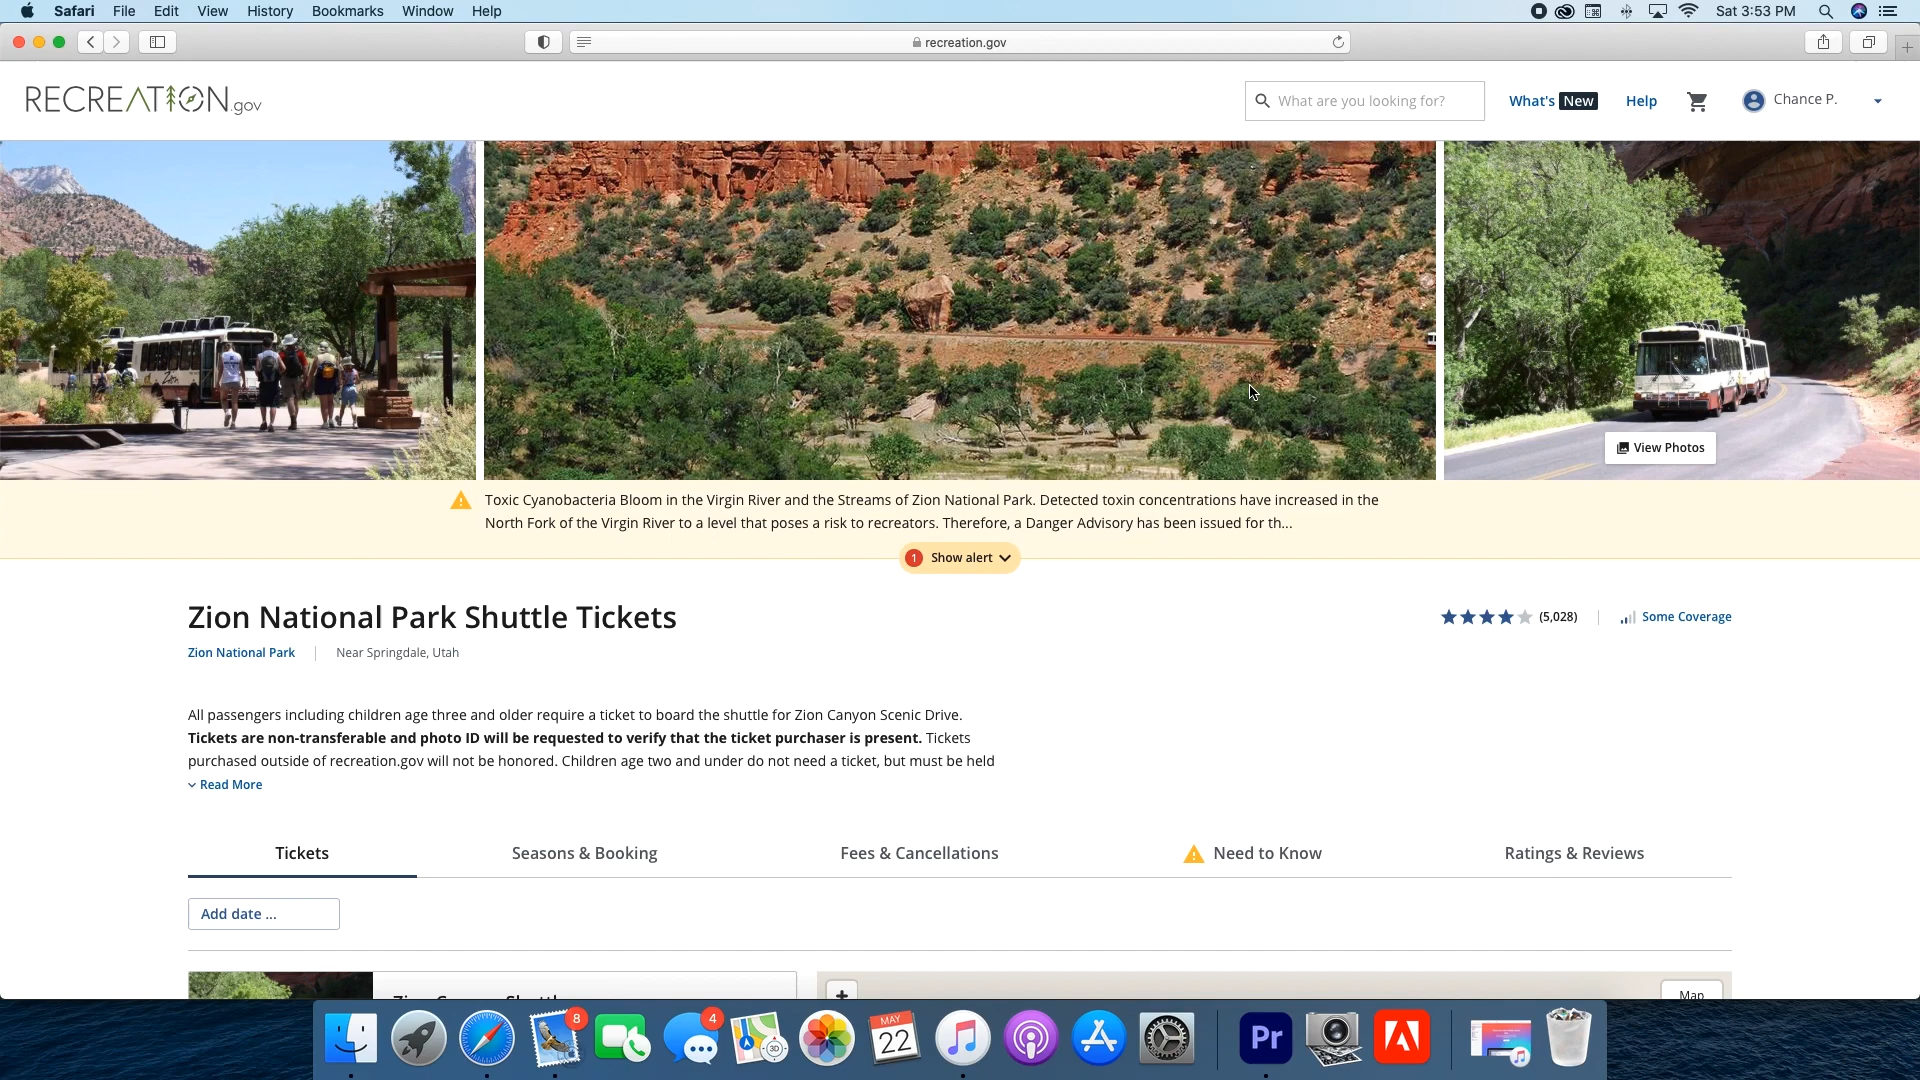 Safari File Edit View History Bookmarks Window Help
Sat 3:53 PM
recreation.gov
RECREATION.gov
What are you looking for?
What's New
Help
Chance P.
View Photos
Toxic Cyanobacteria Bloom in the Virgin River and the Streams of Zion National Park. Detected toxin concentrations have increased in the
North Fork of the Virgin River to a level that poses a risk to recreators. Therefore, a Danger Advisory has been issued for th...
1 Show alert
Zion National Park Shuttle Tickets
(5,028)
Some Coverage
Zion National Park
Near Springdale, Utah
All passengers including children age three and older require a ticket to board the shuttle for Zion Canyon Scenic Drive.
Tickets are non-transferable and photo ID will be requested to verify that the ticket purchaser is present. Tickets
purchased outside of recreation.gov will not be honored. Children age two and under do not need a ticket, but must be held
Read More
Tickets
Seasons & Booking
Fees & Cancellations
Need to Know
Ratings & Reviews
Add date ...
Zion Canyon Shuttle
+
Map
8
4
3D
MAY
22
Pr